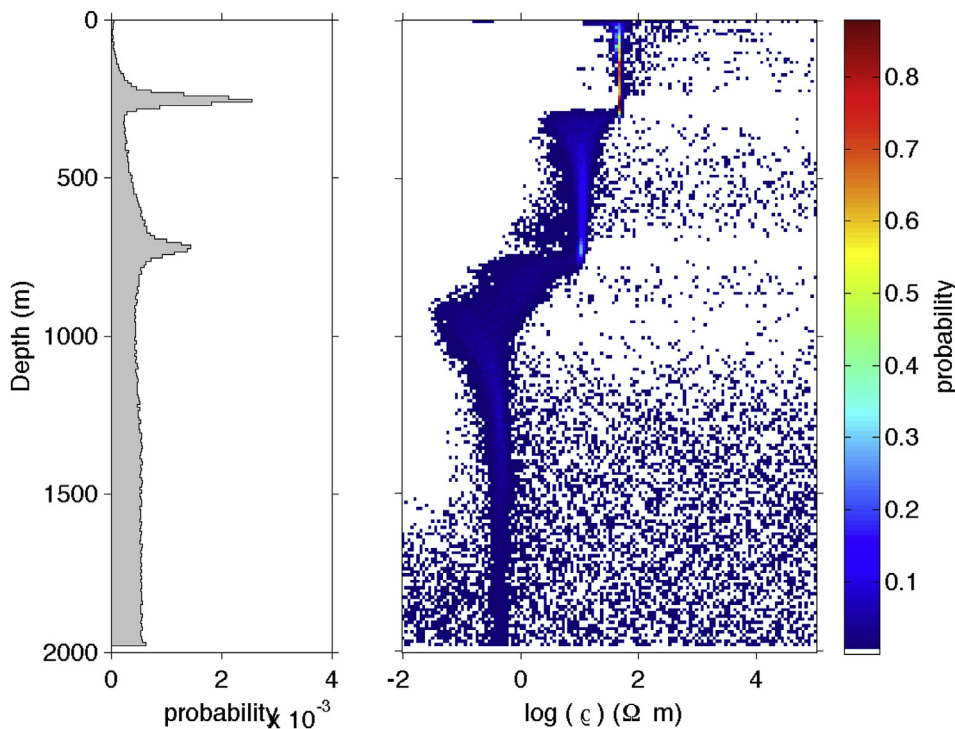 0
500
1000
1500
2000
Depth (m)
0 2 4
probability x 10⁻³
-2 0 2 4
log ( ϱ ) (Ω m)
0.8
0.7
0.6
0.5
0.4
0.3
0.2
0.1
probability